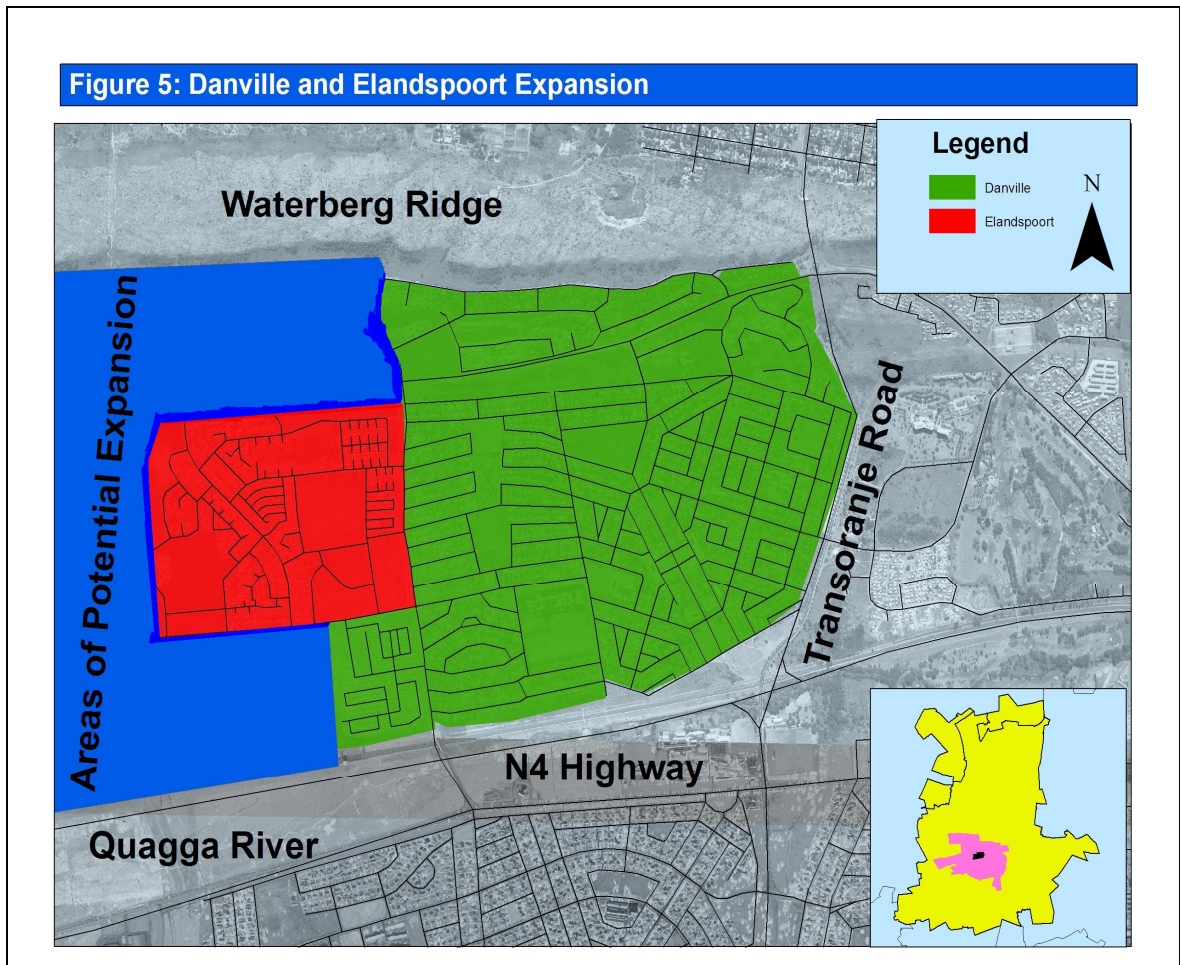 Figure 5: Danville and Elandspoort Expansion
Legend
Danville
Elandspoort
N
Waterberg Ridge
Areas of Potential Expansion
Transoranje Road
N4 Highway
Quagga River